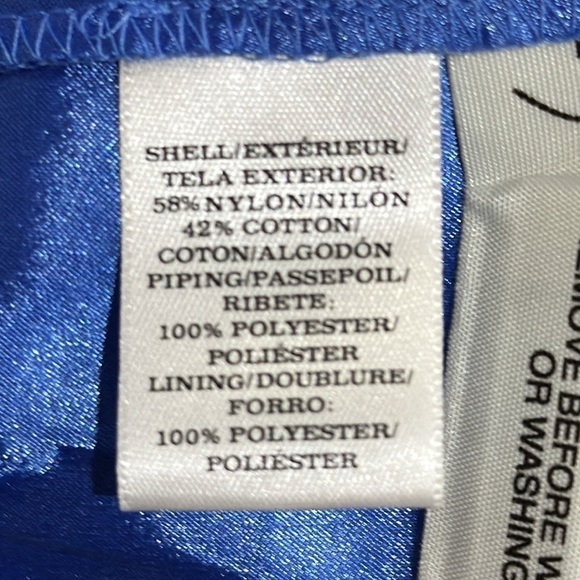 SHELL/EXTÉRIEUR/
TELA EXTERIOR:
58% NYLON/NILÓN
42% COTTON/
COTON/ALGODÓN
PIPING/PASSEPOIL/
RIBETE:
100% POLYESTER/
POLIÉSTER
LINING/DOUBLURE/
FORRO:
100% POLYESTER/
POLIÉSTER
BEFORE
OR WASHING